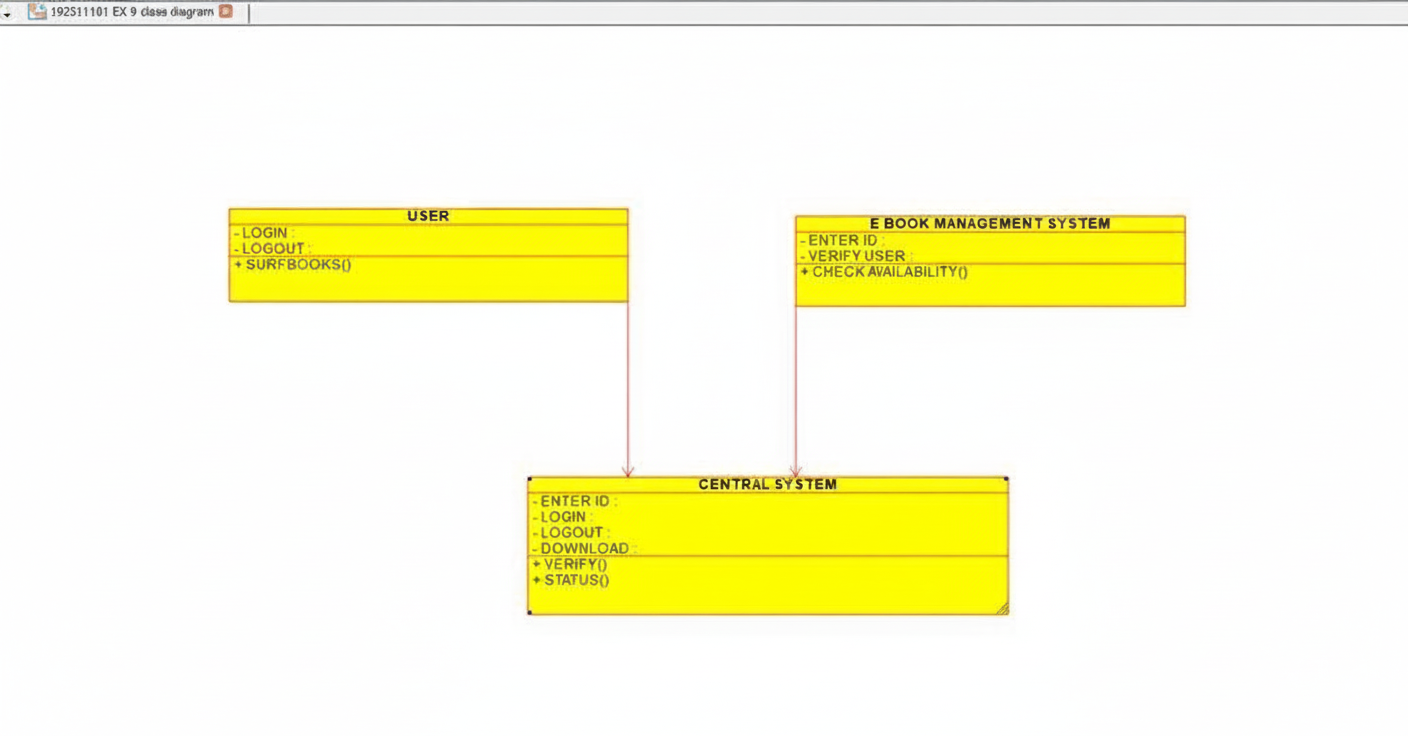 192S11101 EX 9 class diagram
USER
- LOGIN :
- LOGOUT :
+ SURFBOOKS()
E BOOK MANAGEMENT SYSTEM
- ENTER ID :
- VERIFY USER :
+ CHECK AVAILABILITY()
CENTRAL SYSTEM
- ENTER ID :
- LOGIN :
- LOGOUT :
- DOWNLOAD :
+ VERIFY()
+ STATUS()